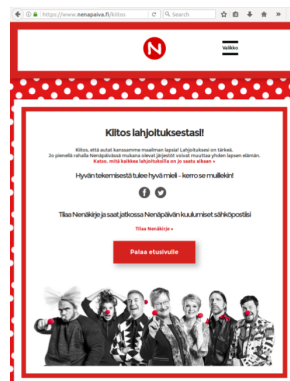 https://www.nenapaiva.fi/kiitos
Search
N
Valikko
Kiitos lahjoituksestasi!
Kiitos, että autat kanssamme maailman lapsia! Lahjoituksesi on tärkeä.
Jo pienellä rahalla Nenäpäivässä mukana olevat järjestöt voivat muuttaa yhden lapsen elämän.
Katso, mitä kaikkea lahjoituksilla on jo saatu aikaan »
Hyvän tekemisestä tulee hyvä mieli - kerro se muillekin!
Tilaa Nenäkirje ja saat jatkossa Nenäpäivän kuulumiset sähköpostiisi
Tilaa Nenäkirje »
Palaa etusivulle